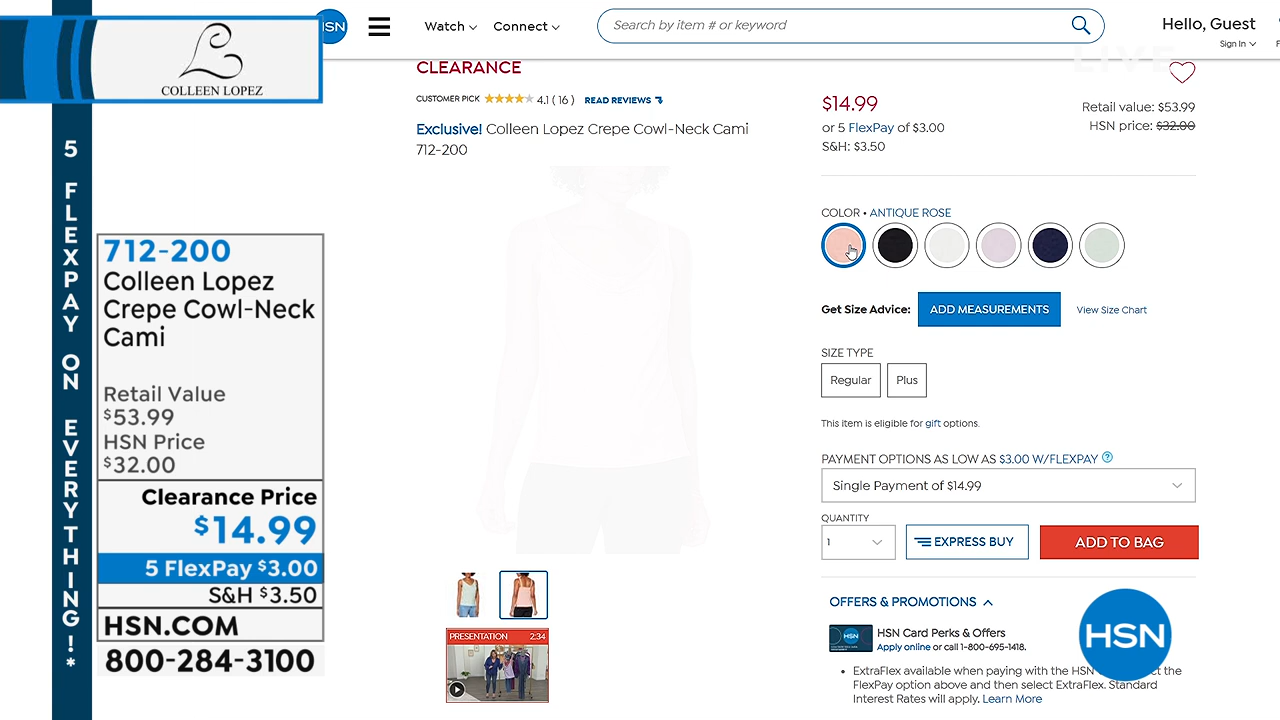 COLLEEN LOPEZ
5 FLEXPAY ON EVERYTHING!*
712-200
Colleen Lopez
Crepe Cowl-Neck
Cami
Retail Value
$53.99
HSN Price
$32.00
Clearance Price
$14.99
5 FlexPay $3.00
S&H $3.50
HSN.COM
800-284-3100
HSN
Watch
Connect
Search by item # or keyword
Hello, Guest
Sign In
LIVE
CLEARANCE
CUSTOMER PICK 4.1 ( 16 ) READ REVIEWS
Exclusive! Colleen Lopez Crepe Cowl-Neck Cami
712-200
PRESENTATION 2:34
$14.99
or 5 FlexPay of $3.00
S&H: $3.50
Retail value: $53.99
HSN price: $32.00
COLOR • ANTIQUE ROSE
Get Size Advice: ADD MEASUREMENTS View Size Chart
SIZE TYPE
Regular Plus
This item is eligible for gift options.
PAYMENT OPTIONS AS LOW AS $3.00 W/FLEXPAY ?
Single Payment of $14.99
QUANTITY
1 EXPRESS BUY ADD TO BAG
OFFERS & PROMOTIONS
HSN
HSN Card Perks & Offers
Apply online or call 1-800-695-1418.
• ExtraFlex available when paying with the HSN the
FlexPay option above and then select ExtraFlex. Standard
Interest Rates will apply. Learn More
HSN